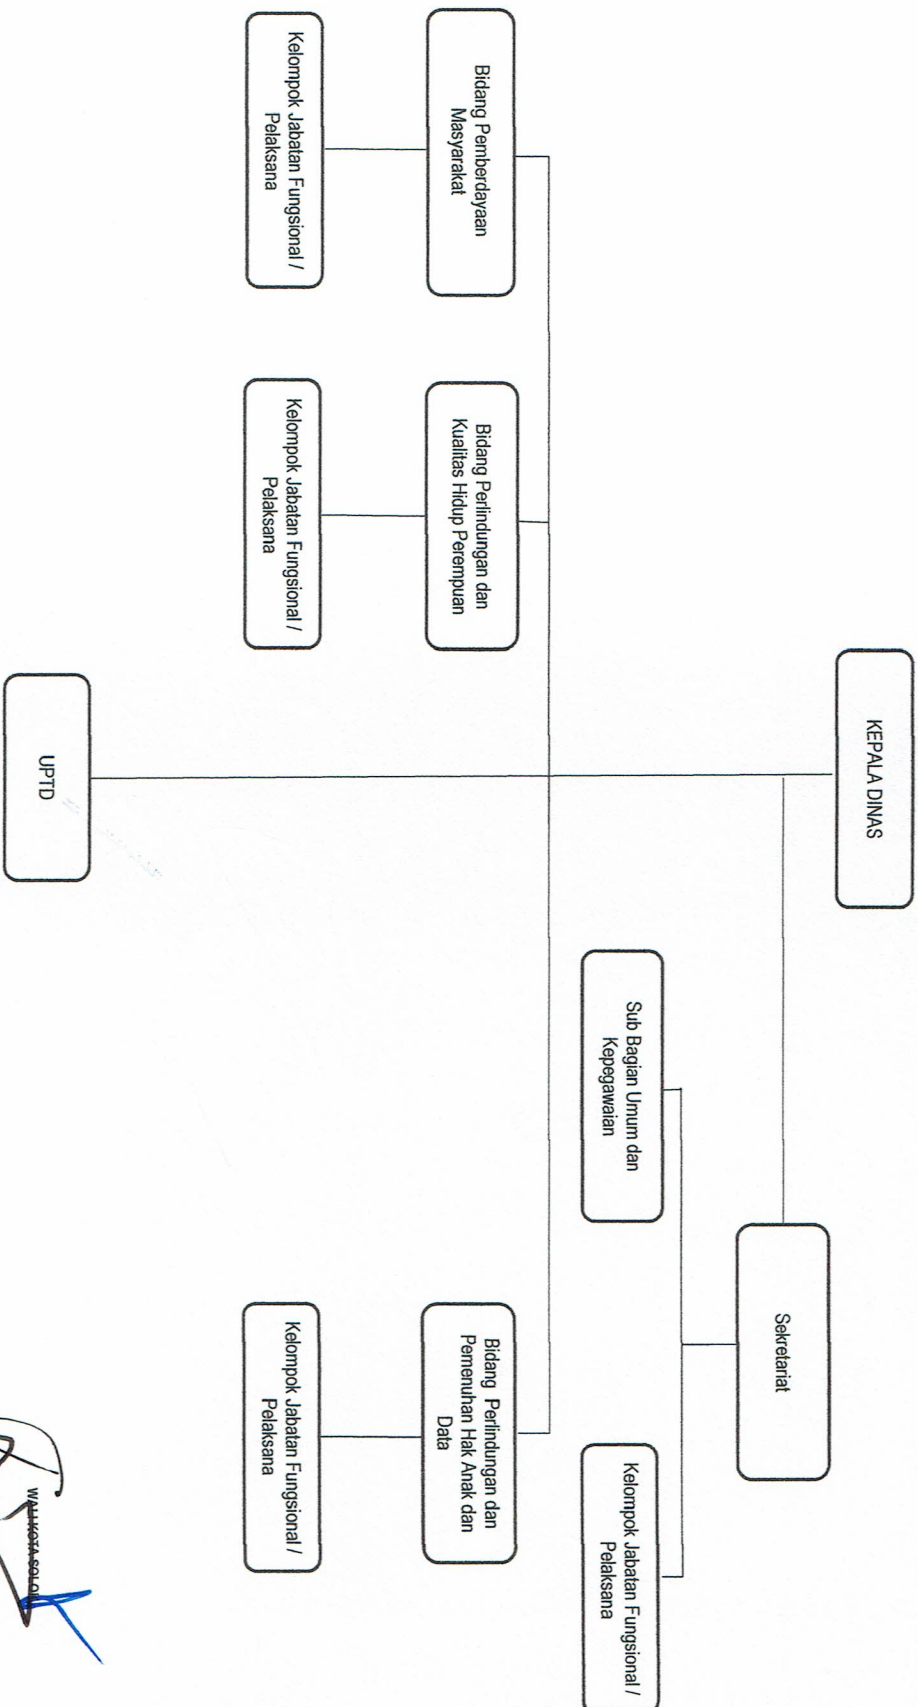 KEPALA DINAS
Sekretariat
Sub Bagian Umum dan
Kepegawaian
Kelompok Jabatan Fungsional /
Pelaksana
Bidang Pemberdayaan
Masyarakat
Bidang Perlindungan dan
Kualitas Hidup Perempuan
Bidang Perlindungan dan
Pemenuhan Hak Anak dan
Data
Kelompok Jabatan Fungsional /
Pelaksana
Kelompok Jabatan Fungsional /
Pelaksana
Kelompok Jabatan Fungsional /
Pelaksana
UPTD
WALI KOTA